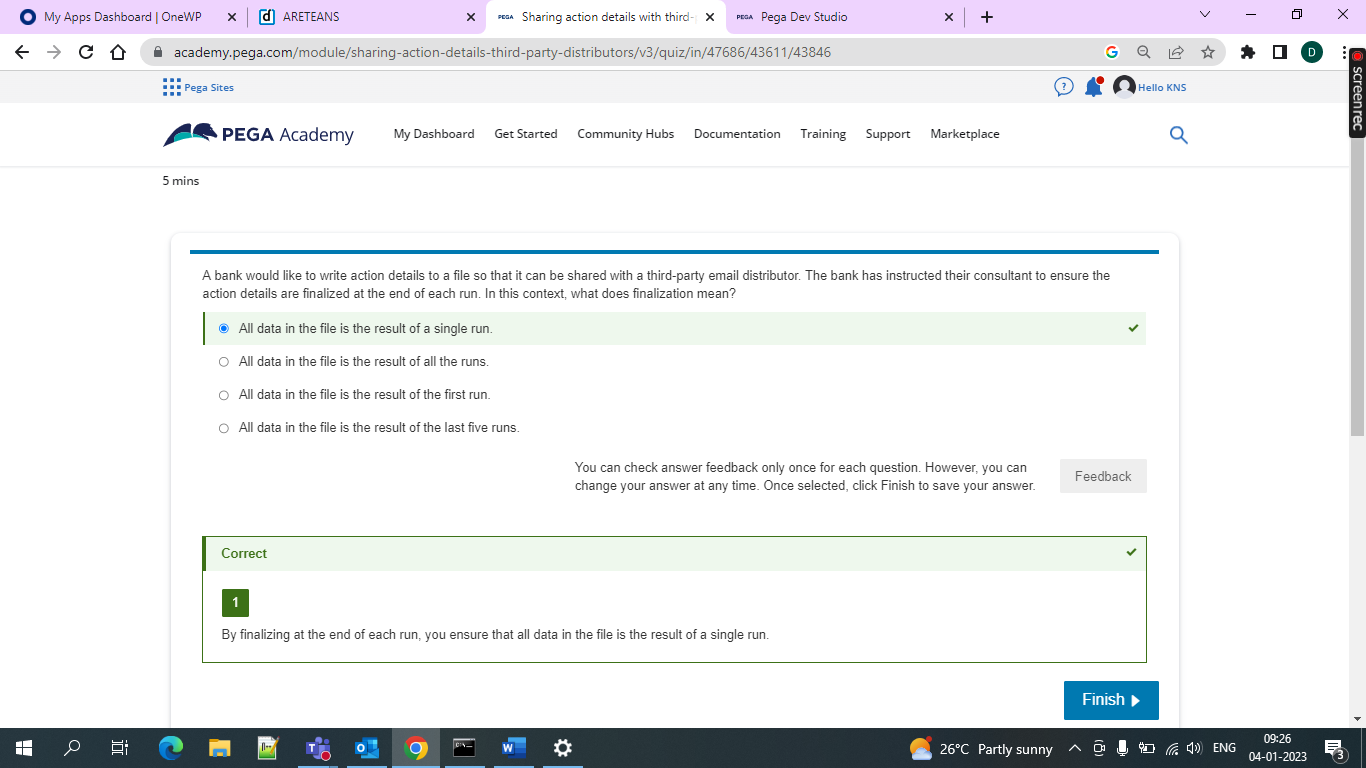 My Apps Dashboard | OneWP
ARETEANS
PEGA Sharing action details with third-
PEGA Pega Dev Studio
academy.pega.com/module/sharing-action-details-third-party-distributors/v3/quiz/in/47686/43611/43846
D
screenrec
Pega Sites
Hello KNS
PEGA Academy
My Dashboard Get Started Community Hubs Documentation Training Support Marketplace
5 mins
A bank would like to write action details to a file so that it can be shared with a third-party email distributor. The bank has instructed their consultant to ensure the
action details are finalized at the end of each run. In this context, what does finalization mean?
All data in the file is the result of a single run.
All data in the file is the result of all the runs.
All data in the file is the result of the first run.
All data in the file is the result of the last five runs.
You can check answer feedback only once for each question. However, you can
change your answer at any time. Once selected, click Finish to save your answer.
Feedback
Correct
1
By finalizing at the end of each run, you ensure that all data in the file is the result of a single run.
Finish
26°C Partly sunny
ENG
09:26
04-01-2023
3